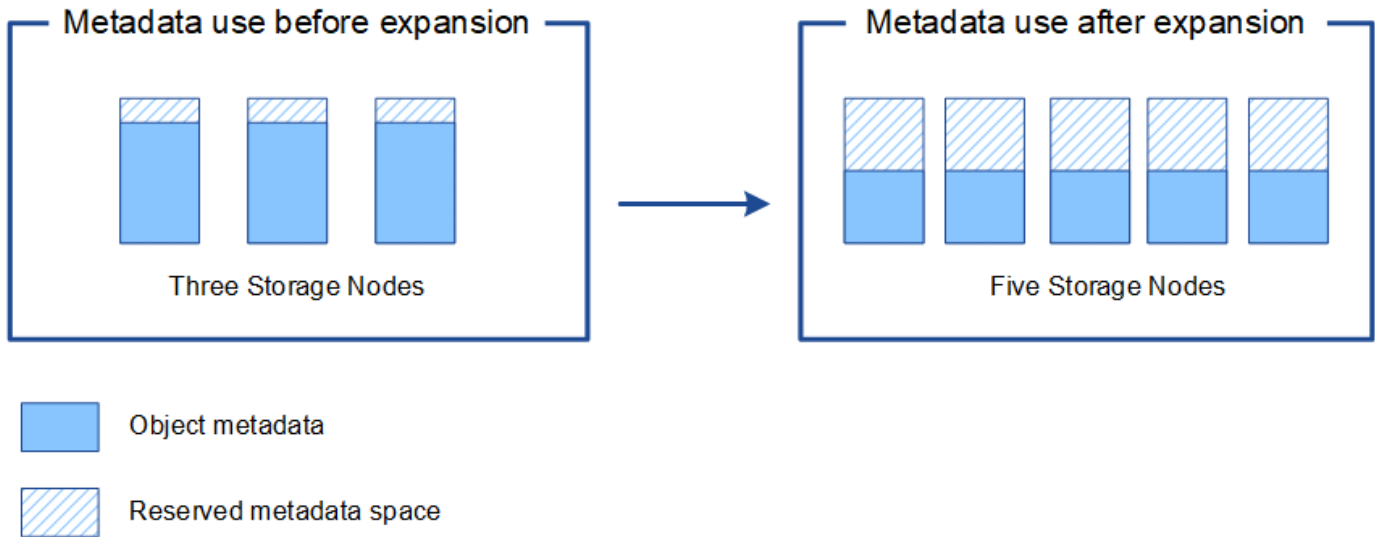 Metadata use before expansion
Metadata use after expansion
Three Storage Nodes
Five Storage Nodes
Object metadata
Reserved metadata space